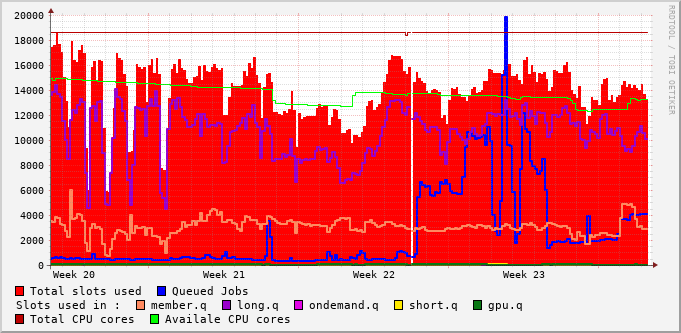 20000
18000
16000
14000
12000
10000
8000
6000
4000
2000
0
Week 20 Week 21 Week 22 Week 23
RRDTOOL / TOBI OETIKER
Total slots used Queued Jobs
Slots used in : member.q long.q ondemand.q short.q gpu.q
Total CPU cores Availale CPU cores